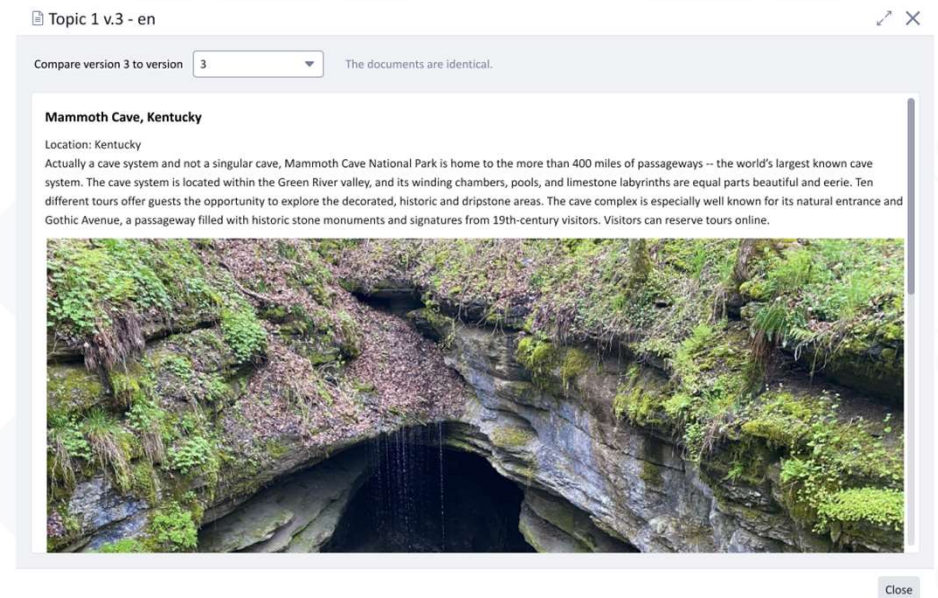 Topic 1 v.3 - en
Compare version 3 to version 3 The documents are identical.
Mammoth Cave, Kentucky
Location: Kentucky
Actually a cave system and not a singular cave, Mammoth Cave National Park is home to the more than 400 miles of passageways -- the world's largest known cave
system. The cave system is located within the Green River valley, and its winding chambers, pools, and limestone labyrinths are equal parts beautiful and eerie. Ten
different tours offer guests the opportunity to explore the decorated, historic and dripstone areas. The cave complex is especially well known for its natural entrance and
Gothic Avenue, a passageway filled with historic stone monuments and signatures from 19th-century visitors. Visitors can reserve tours online.
Close